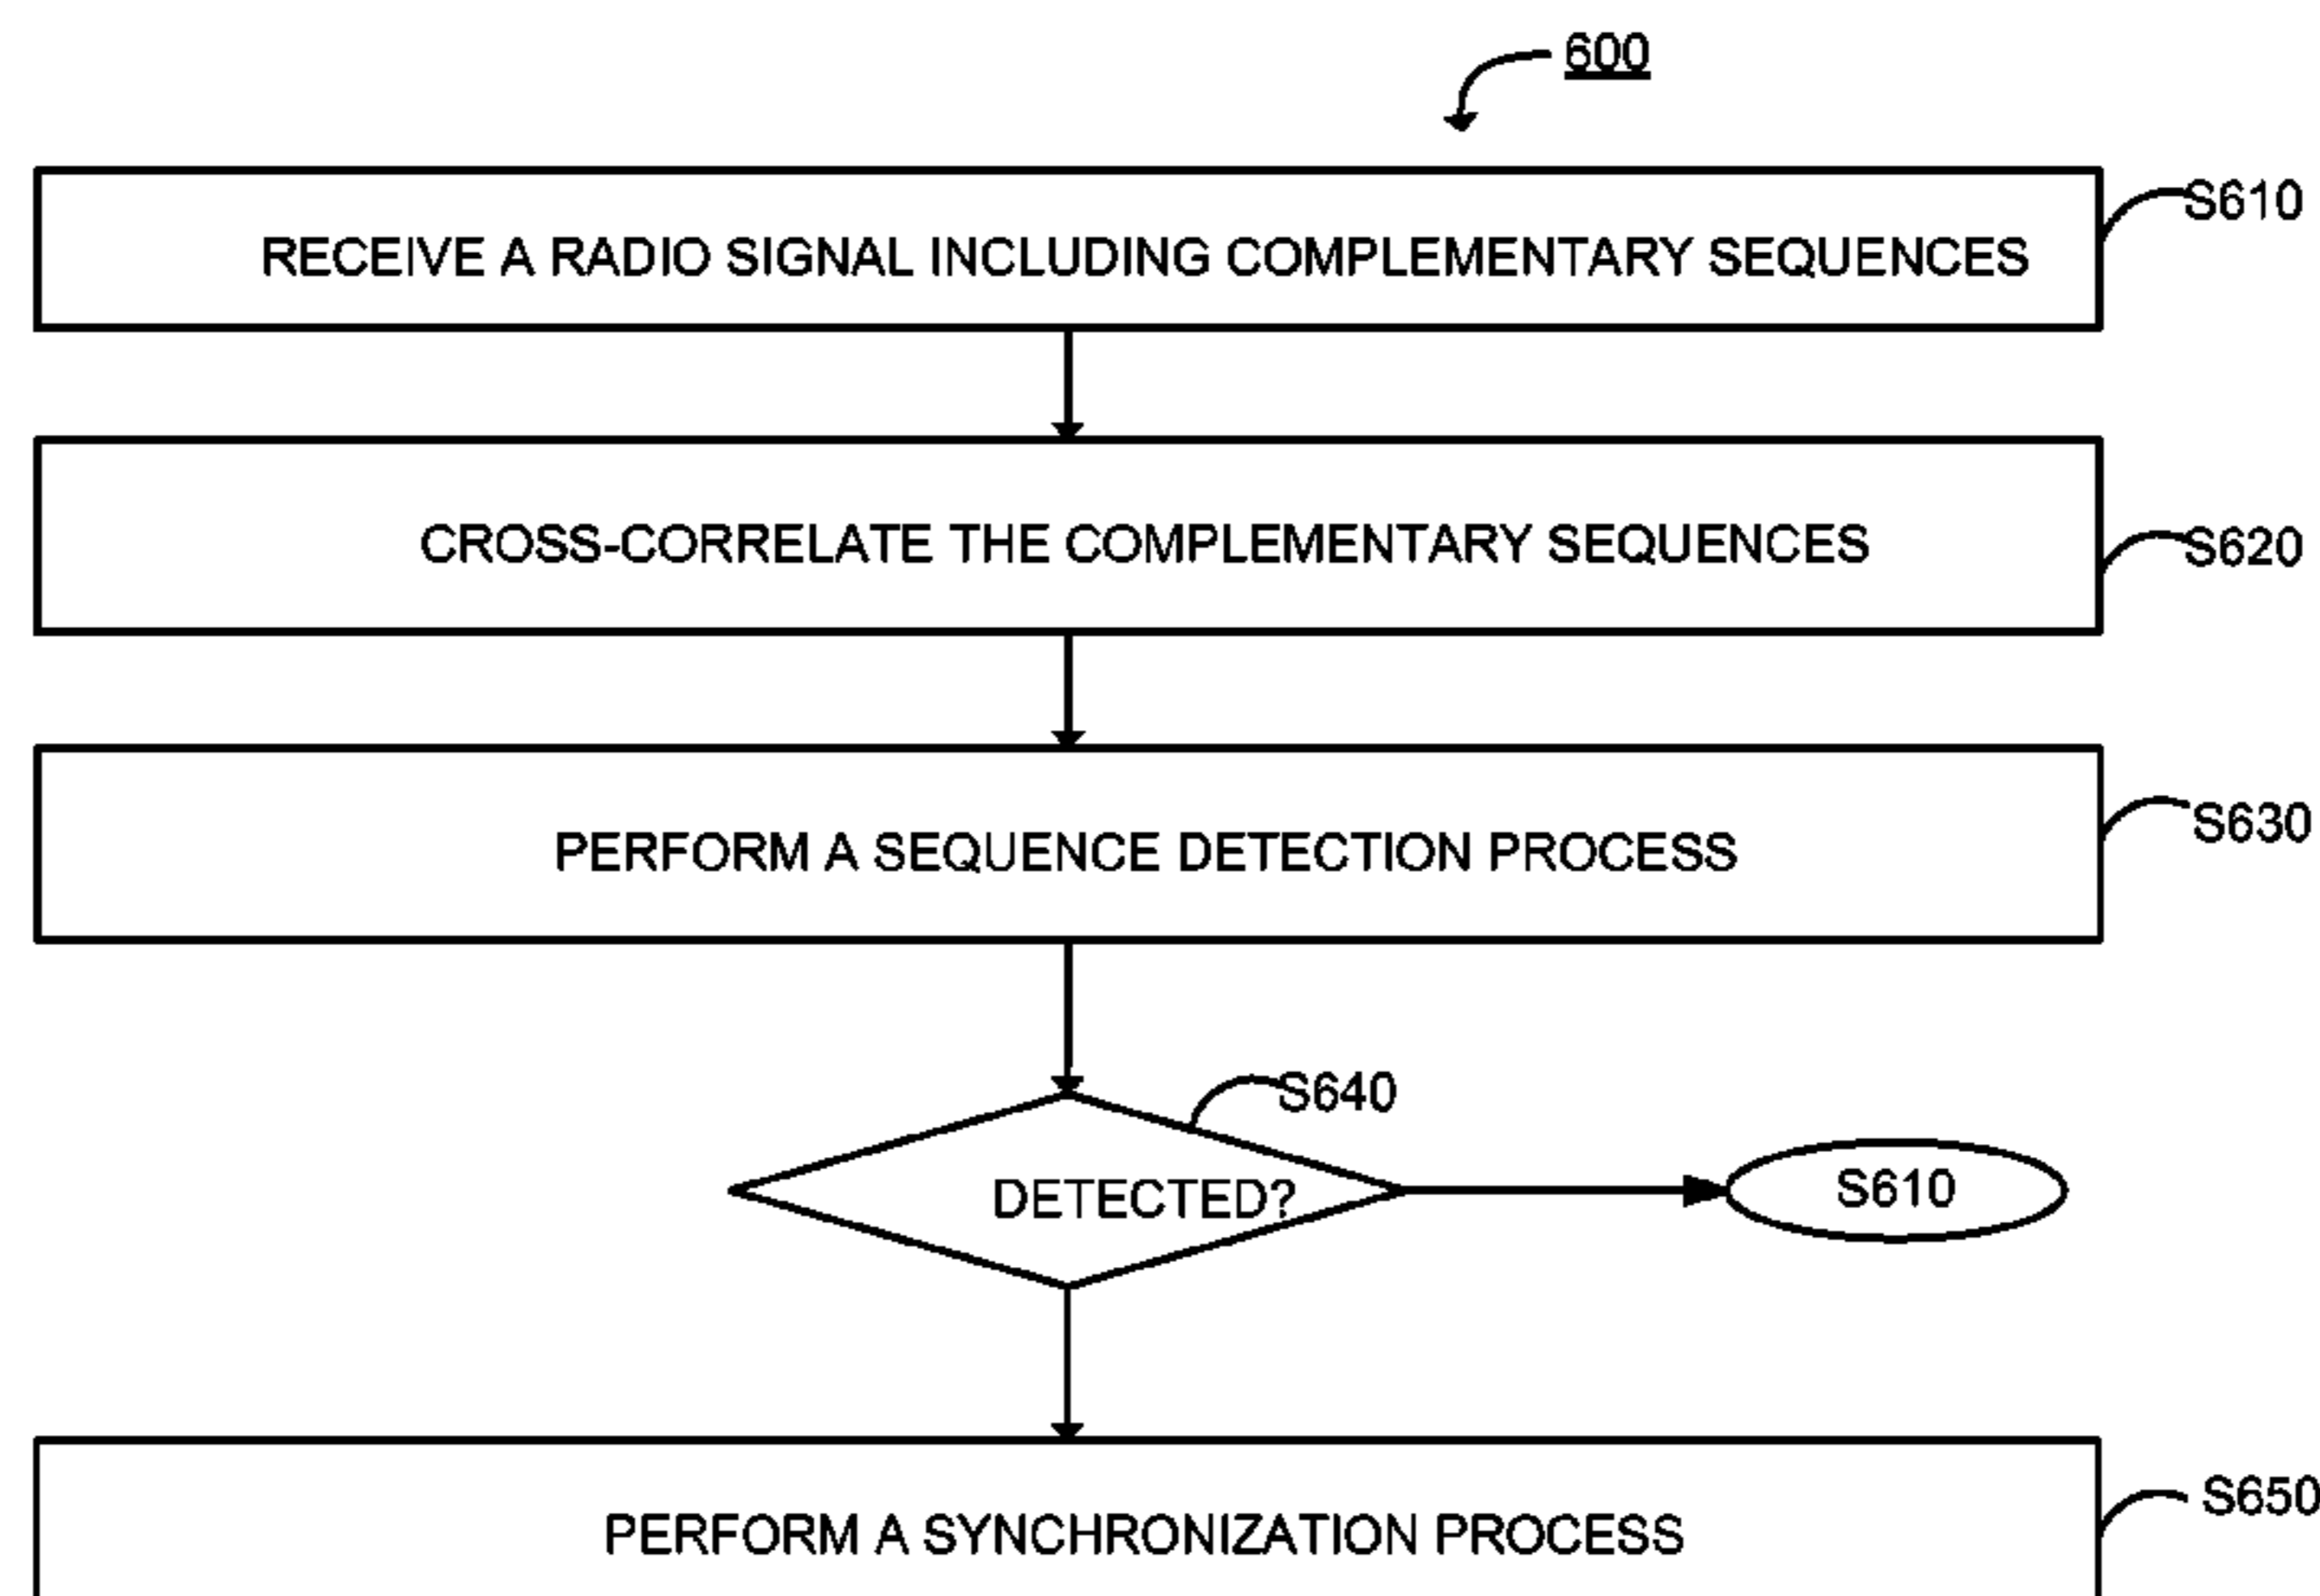 600
RECEIVE A RADIO SIGNAL INCLUDING COMPLEMENTARY SEQUENCES
S610
CROSS-CORRELATE THE COMPLEMENTARY SEQUENCES
S620
PERFORM A SEQUENCE DETECTION PROCESS
S630
S640
DETECTED?
S610
PERFORM A SYNCHRONIZATION PROCESS
S650